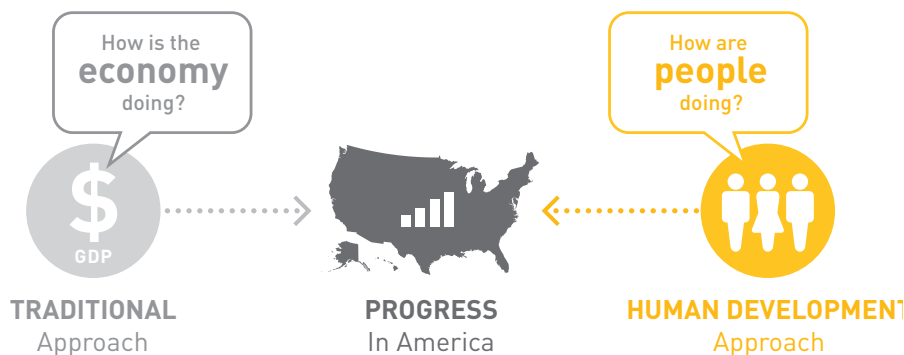 How is the
economy
doing?
How are
people
doing?
$
GDP
TRADITIONAL
Approach
PROGRESS
In America
HUMAN DEVELOPMENT
Approach